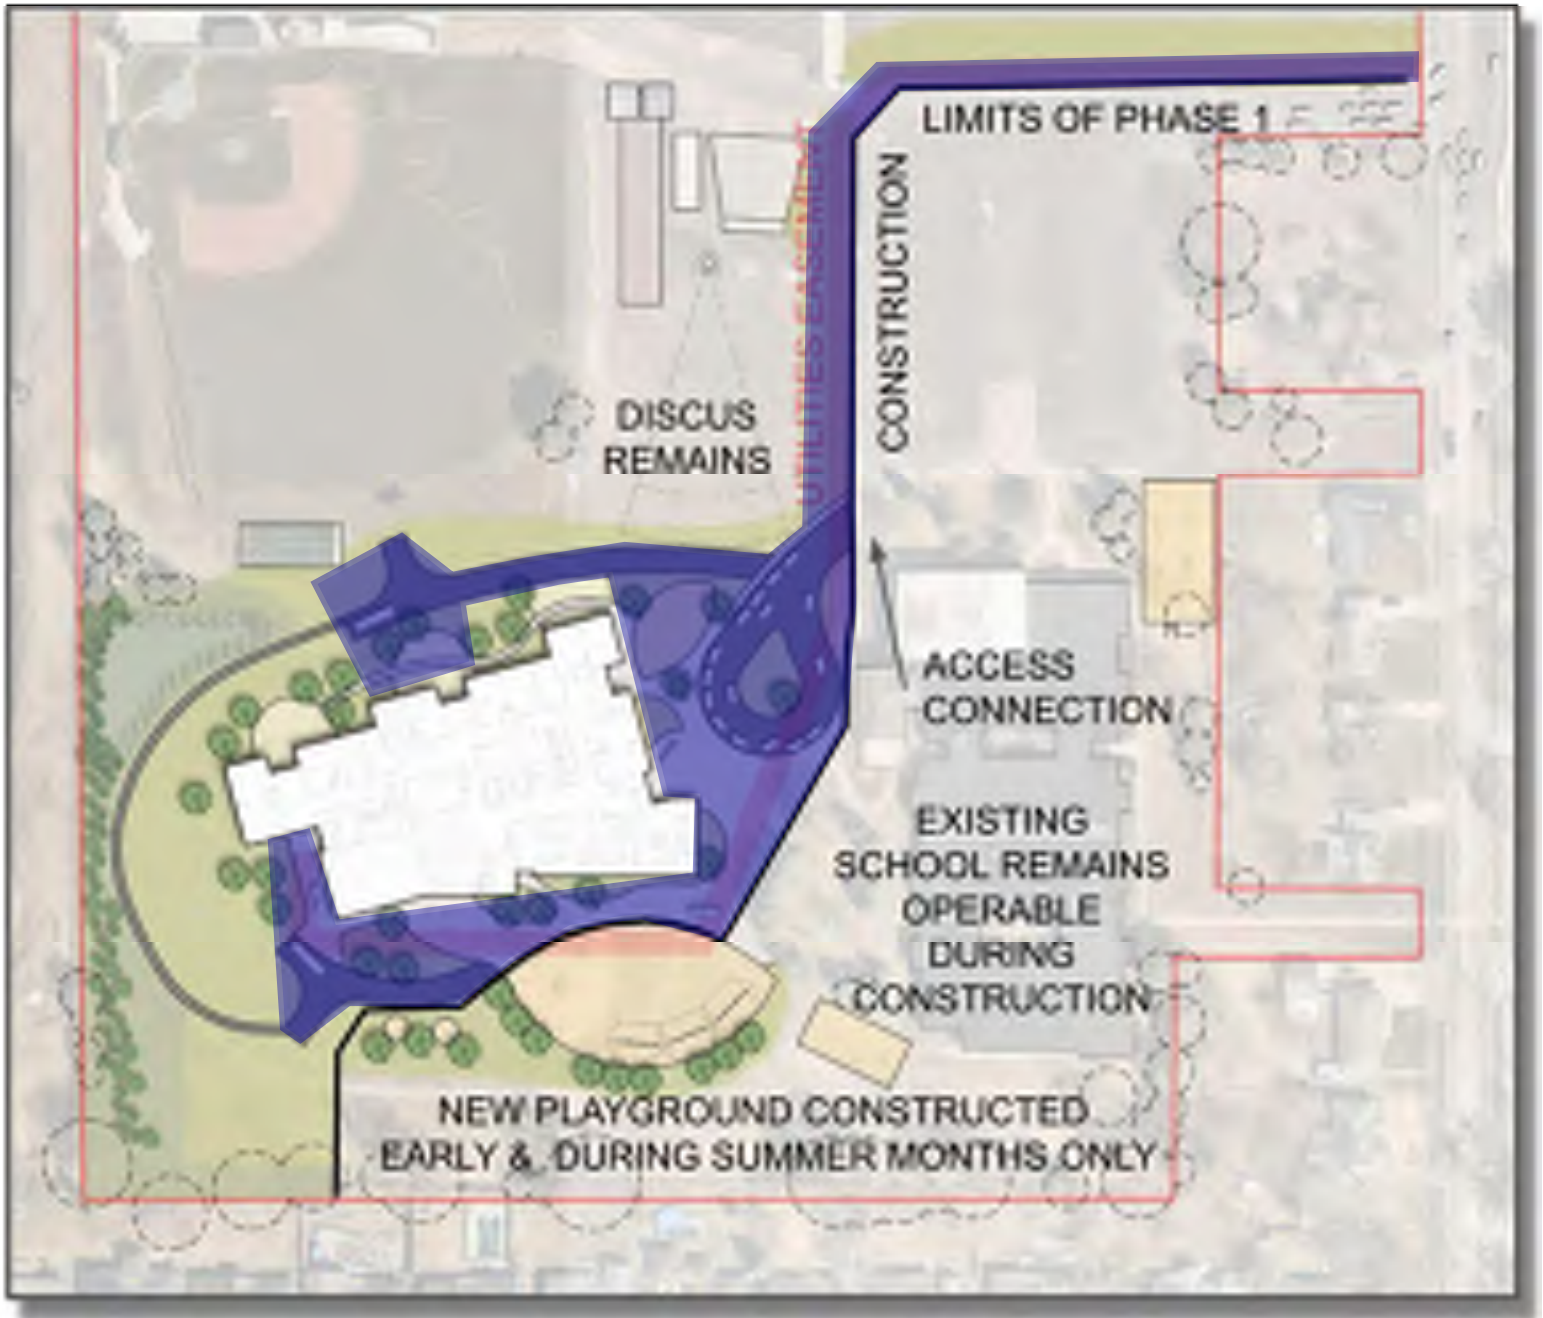 LIMITS OF PHASE 1
CONSTRUCTION
UTILITIES EASEMENT
DISCUS
REMAINS
ACCESS
CONNECTION
EXISTING
SCHOOL REMAINS
OPERABLE
DURING
CONSTRUCTION
NEW PLAYGROUND CONSTRUCTED
EARLY & DURING SUMMER MONTHS ONLY